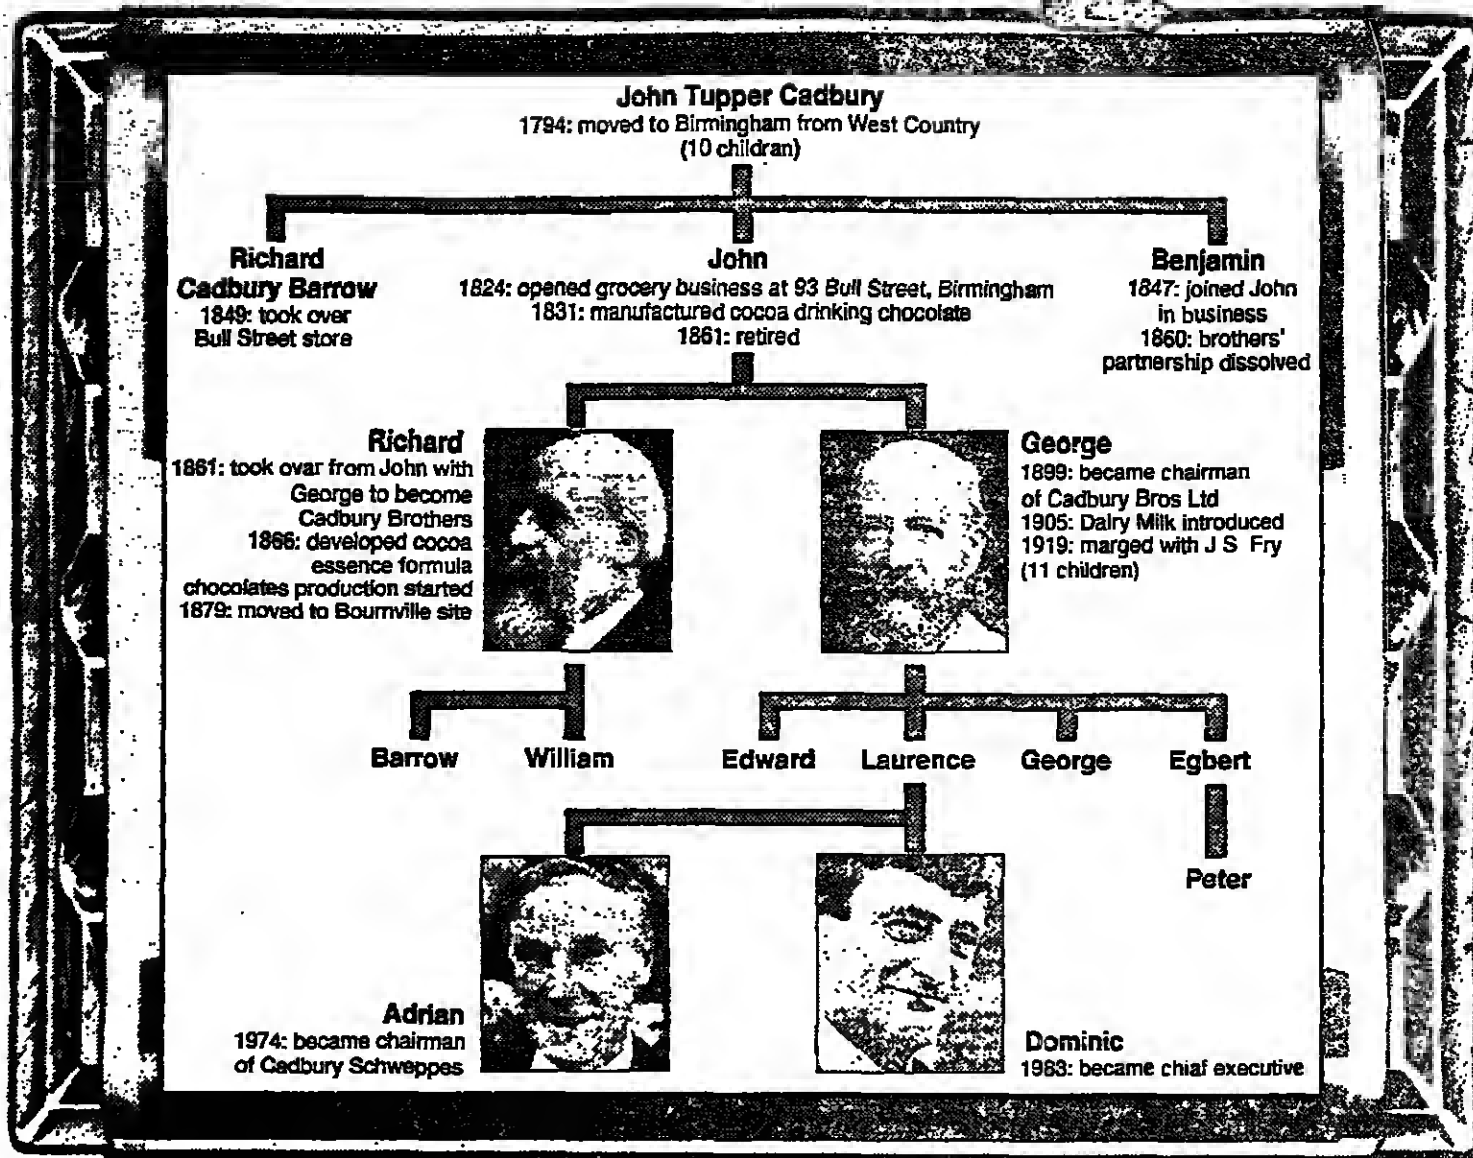 John Tupper Cadbury
1794: moved to Birmingham from West Country
(10 childran)
Richard
Cadbury Barrow
1849: took over
Bull Street store
John
1824: opened grocery business at 93 Bull Street, Birmingham
1831: manufactured cocoa drinking chocolate
1861: retired
Benjamin
1847: joined John
in business
1860: brothers'
partnership dissolved
Richard
1861: took ovar from John with
George to become
Cadbury Brothers
1866: developed cocoa
essence formula
chocolates production started
1879: moved to Bournville site
George
1899: became chairman
of Cadbury Bros Ltd
1905: Dairy Milk introduced
1919: marged with J S Fry
(11 children)
Barrow
William
Edward
Laurence
George
Egbert
Peter
Adrian
1974: became chairman
of Cadbury Schweppes
Dominic
1983: became chiaf executive